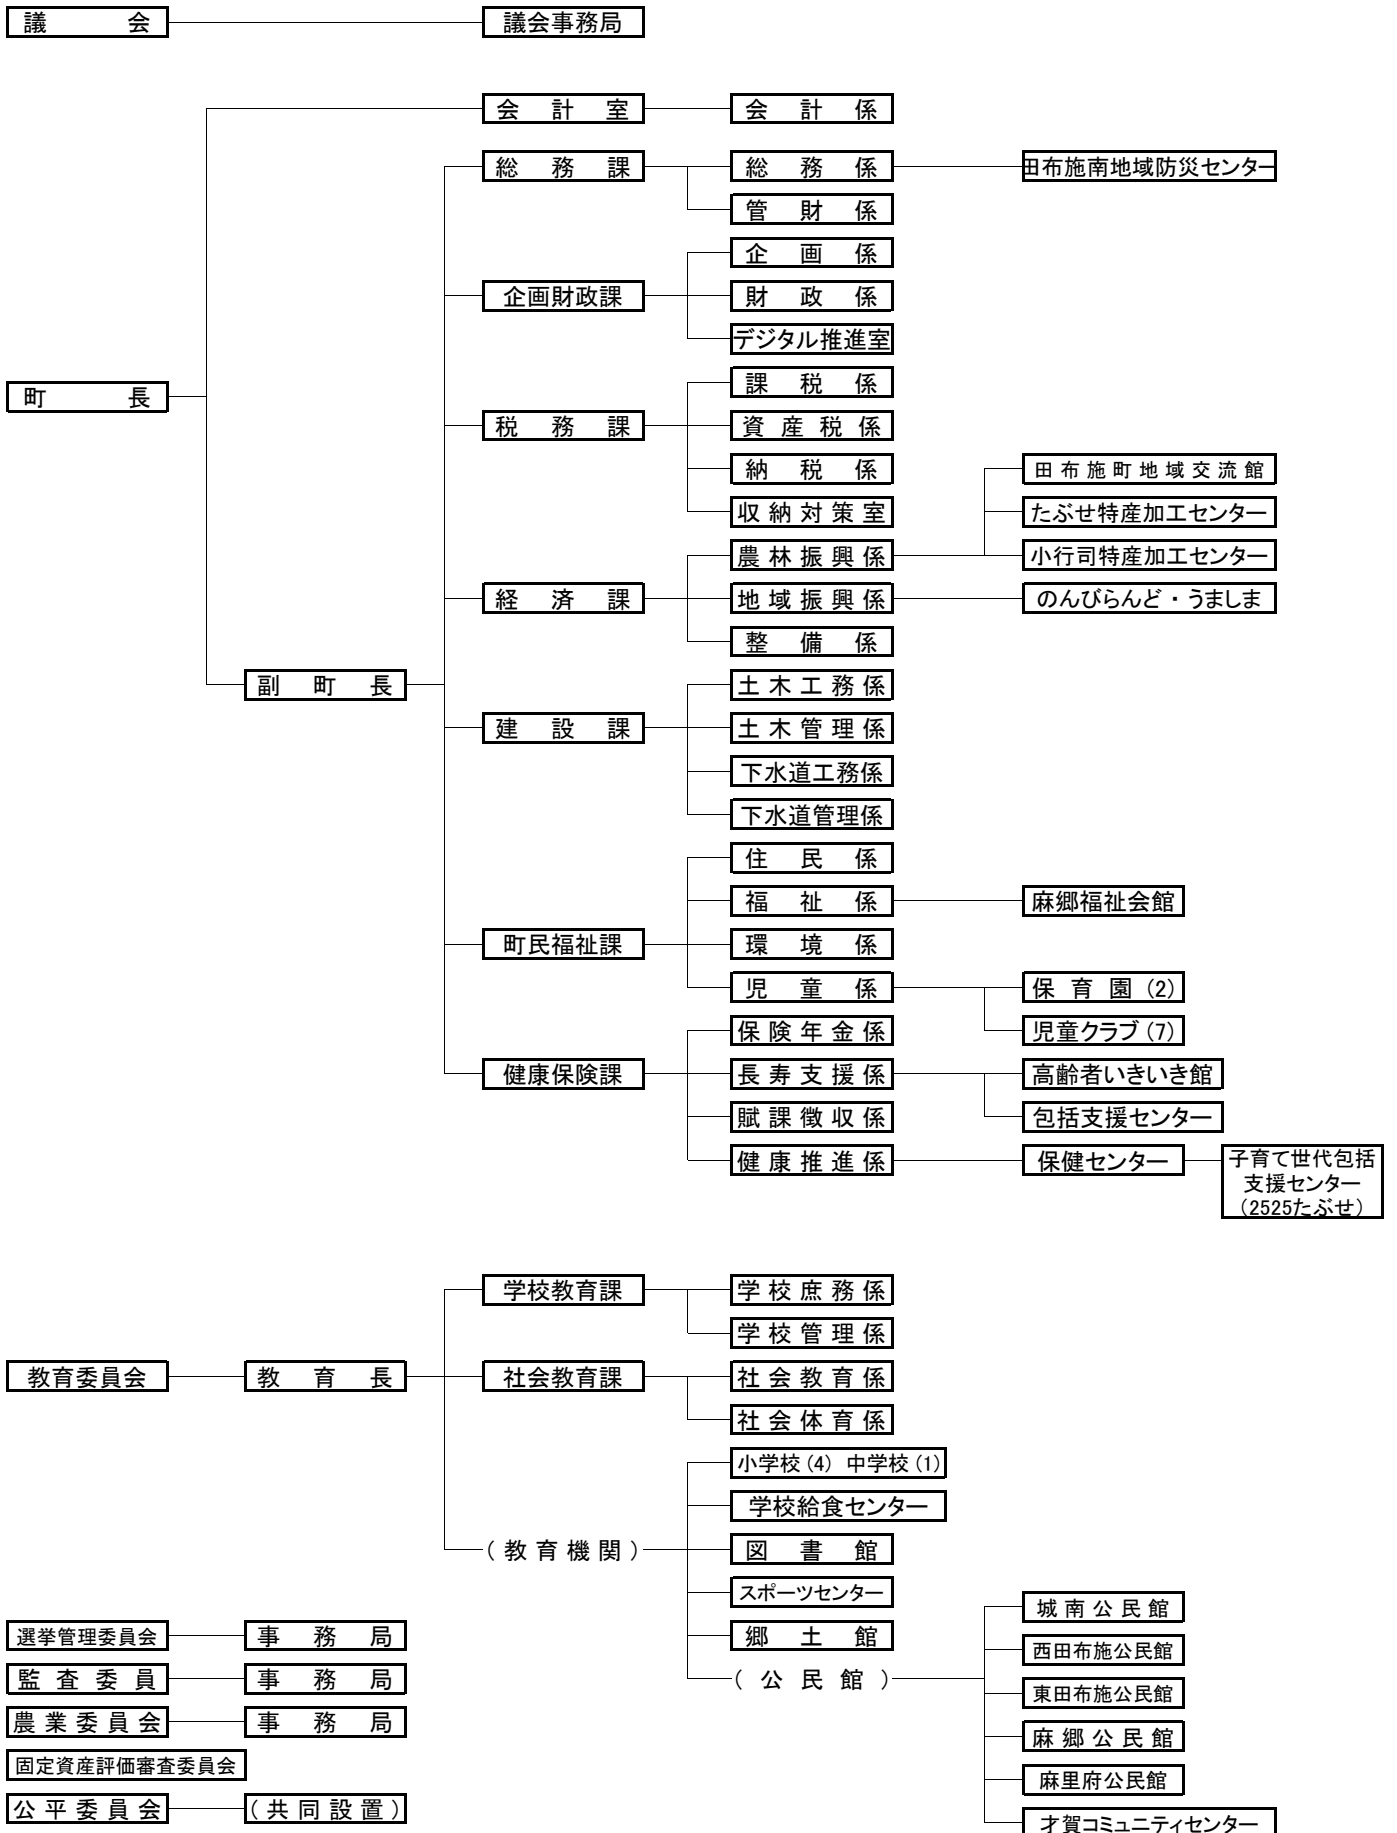 議会 議会事務局
会計室 会計係
総務課 総務係 田布施南地域防災センター
管財係
企画係
企画財政課 財政係
デジタル推進室
課税係
町長
税務課 資産税係
納税係 田布施町地域交流館
収納対策室 たぶせ特産加工センター
農林振興係 小行司特産加工センター
経済課 地域振興係 のんびらんど・うましま
整備係
副町長 土木工務係
建設課 土木管理係
下水道工務係
下水道管理係
住民係
福祉係 麻郷福祉会館
町民福祉課 環境係
児童係 保育園(2)
保険年金係 児童クラブ(7)
健康保険課 長寿支援係 高齢者いきいき館
賦課徴収係 包括支援センター
健康推進係 保健センター 子育て世代包括
支援センター
(2525たぶせ)
学校教育課 学校庶務係
学校管理係
教育委員会 教育長 社会教育課 社会教育係
社会体育係
小学校(4) 中学校(1)
学校給食センター
(教育機関) 図書館
スポーツセンター
城南公民館
選挙管理委員会 事務局 郷土館
西田布施公民館
監査委員 事務局 (公民館)
東田布施公民館
農業委員会 事務局
麻郷公民館
固定資産評価審査委員会
麻里府公民館
公平委員会 (共同設置)
才賀コミュニティセンター